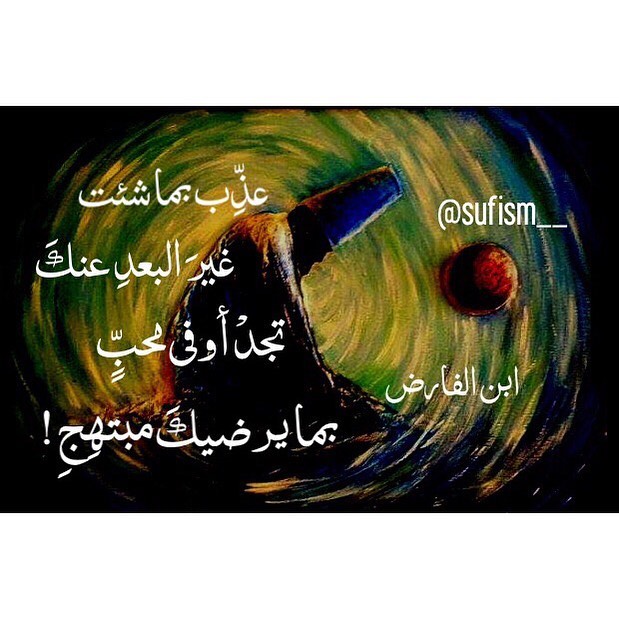 عذِّب بما شئت
غيرَ البعدِ عنكَ
تجدْ أوفى محبٍّ
بما يرضيكَ مبتهجِ !
@sufism__
ابن الفارض